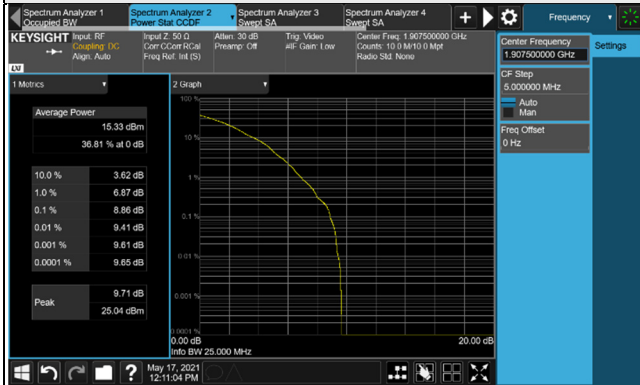 Spectrum Analyzer 1
Occupied BW
Spectrum Analyzer 2
Power Stat CCDF
Spectrum Analyzer 3
Swept SA
Spectrum Analyzer 4
Swept SA
Frequency
KEYSIGHT
Input: RF
Coupling: DC
Align: Auto
Input Z: 50 Ω
Corr CCorr RCal
Freq Ref: Int (S)
Atten: 30 dB
Preamp: Off
Trig: Video
#IF Gain: Low
Center Freq: 1.907500000 GHz
Counts: 10.0 M/10.0 Mpt
Radio Std: None
LXI
1 Metrics
Average Power
15.33 dBm
36.81 % at 0 dB
10.0 % 3.62 dB
1.0 % 6.87 dB
0.1 % 8.86 dB
0.01 % 9.41 dB
0.001 % 9.61 dB
0.0001 % 9.65 dB
Peak
9.71 dB
25.04 dBm
2 Graph
100 %
10 %
1 %
0.1 %
0.01 %
0.001 %
0.0001 %
0.00 dB
20.00 dB
Info BW 25.000 MHz
Center Frequency
1.907500000 GHz
CF Step
5.000000 MHz
Auto
Man
Freq Offset
0 Hz
Settings
May 17, 2021
12:11:04 PM